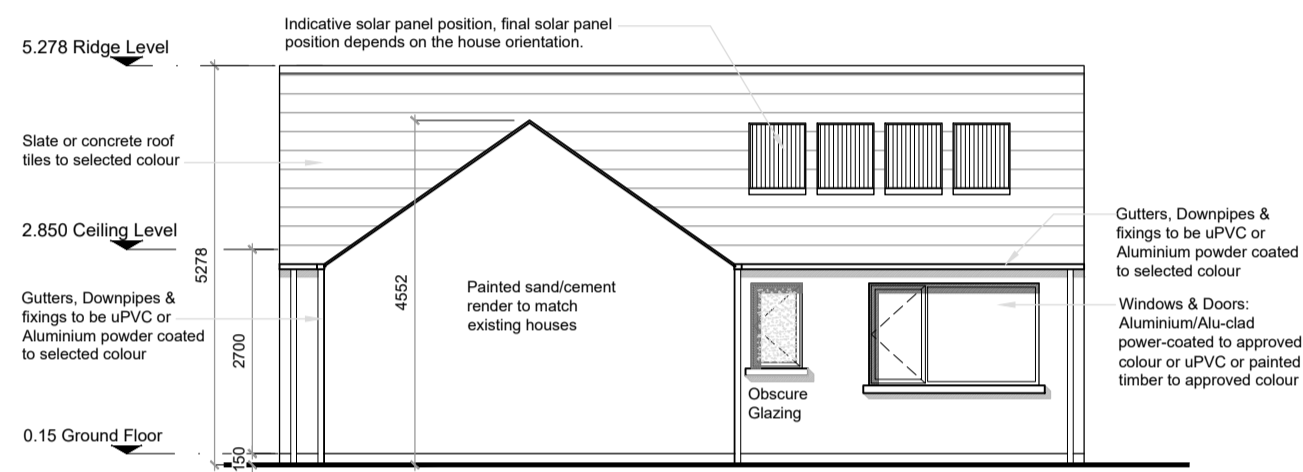 Indicative solar panel position, final solar panel
position depends on the house orientation.
5.278 Ridge Level
Slate or concrete roof
tiles to selected colour
2.850 Ceiling Level
Gutters, Downpipes &
fixings to be uPVC or
Aluminium powder coated
to selected colour
0.15 Ground Floor
5278
2700
150
4552
Painted sand/cement
render to match
existing houses
Obscure
Glazing
Gutters, Downpipes &
fixings to be uPVC or
Aluminium powder coated
to selected colour
Windows & Doors:
Aluminium/Alu-clad
power-coated to approved
colour or uPVC or painted
timber to approved colour